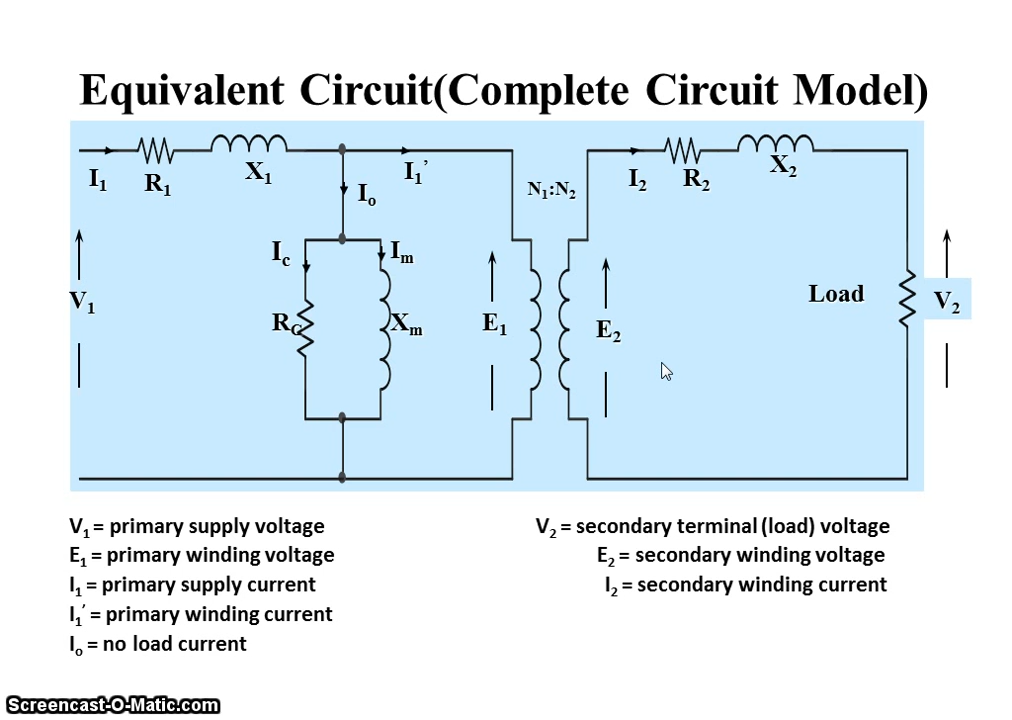 Equivalent Circuit(Complete Circuit Model)
I₁ R₁ X₁ I₁’ N₁:N₂ I₂ R₂ X₂
Iₒ
I꜀ Iₘ
V₁ R_C Xₘ E₁ E₂ Load V₂
V₁ = primary supply voltage
E₁ = primary winding voltage
I₁ = primary supply current
I₁′ = primary winding current
Iₒ = no load current
V₂ = secondary terminal (load) voltage
E₂ = secondary winding voltage
I₂ = secondary winding current
Screencast-O-Matic.com